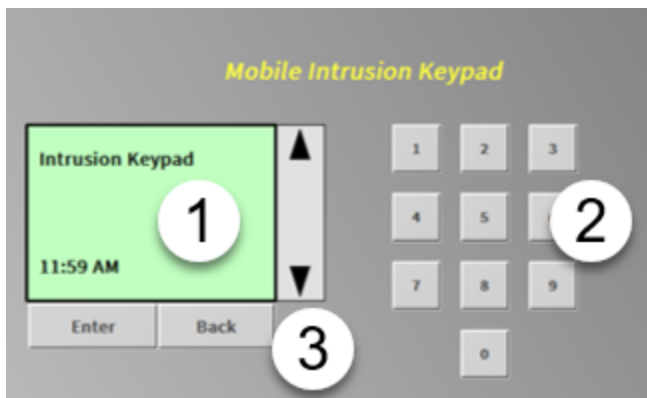 Mobile Intrusion Keypad
Intrusion Keypad
11:59 AM
Enter Back
1 2 3
4 5
7 8 9
0
1
2
3